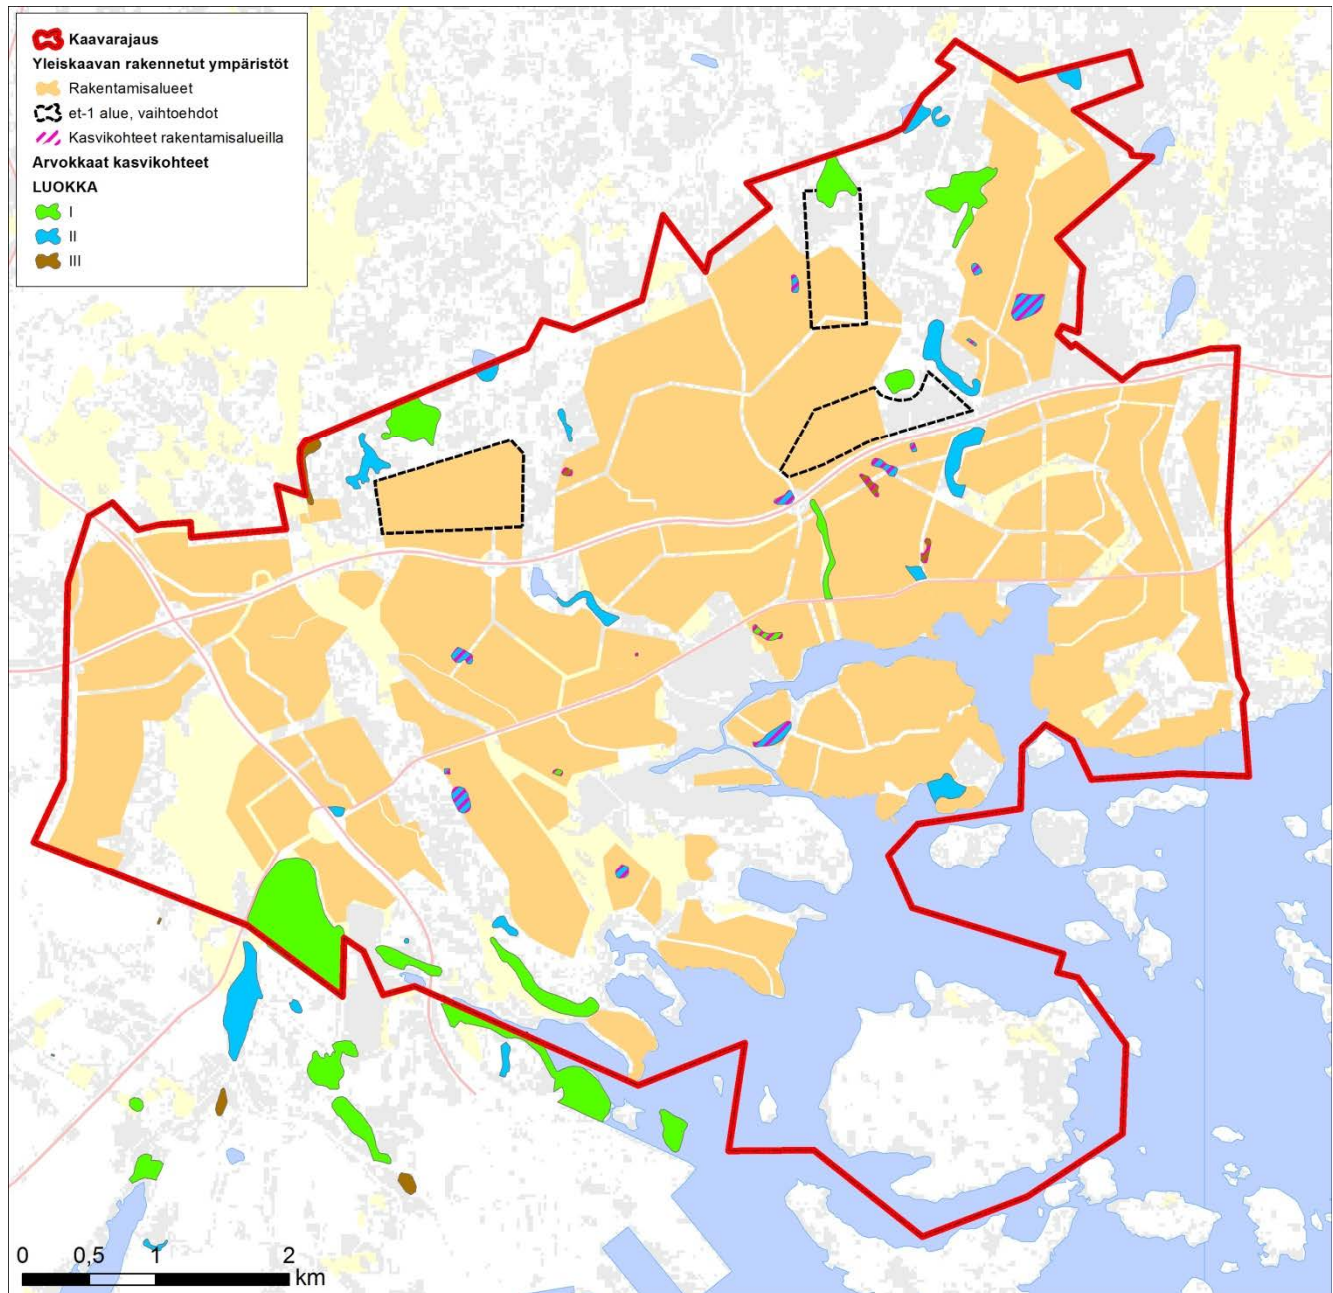 Kaavarajaus
Yleiskaavan rakennetut ympäristöt
Rakentamisalueet
et-1 alue, vaihtoehdot
Kasvikohteet rakentamisalueilla
Arvokkaat kasvikohteet
LUOKKA
I
II
III
0 0,5 1 2
km